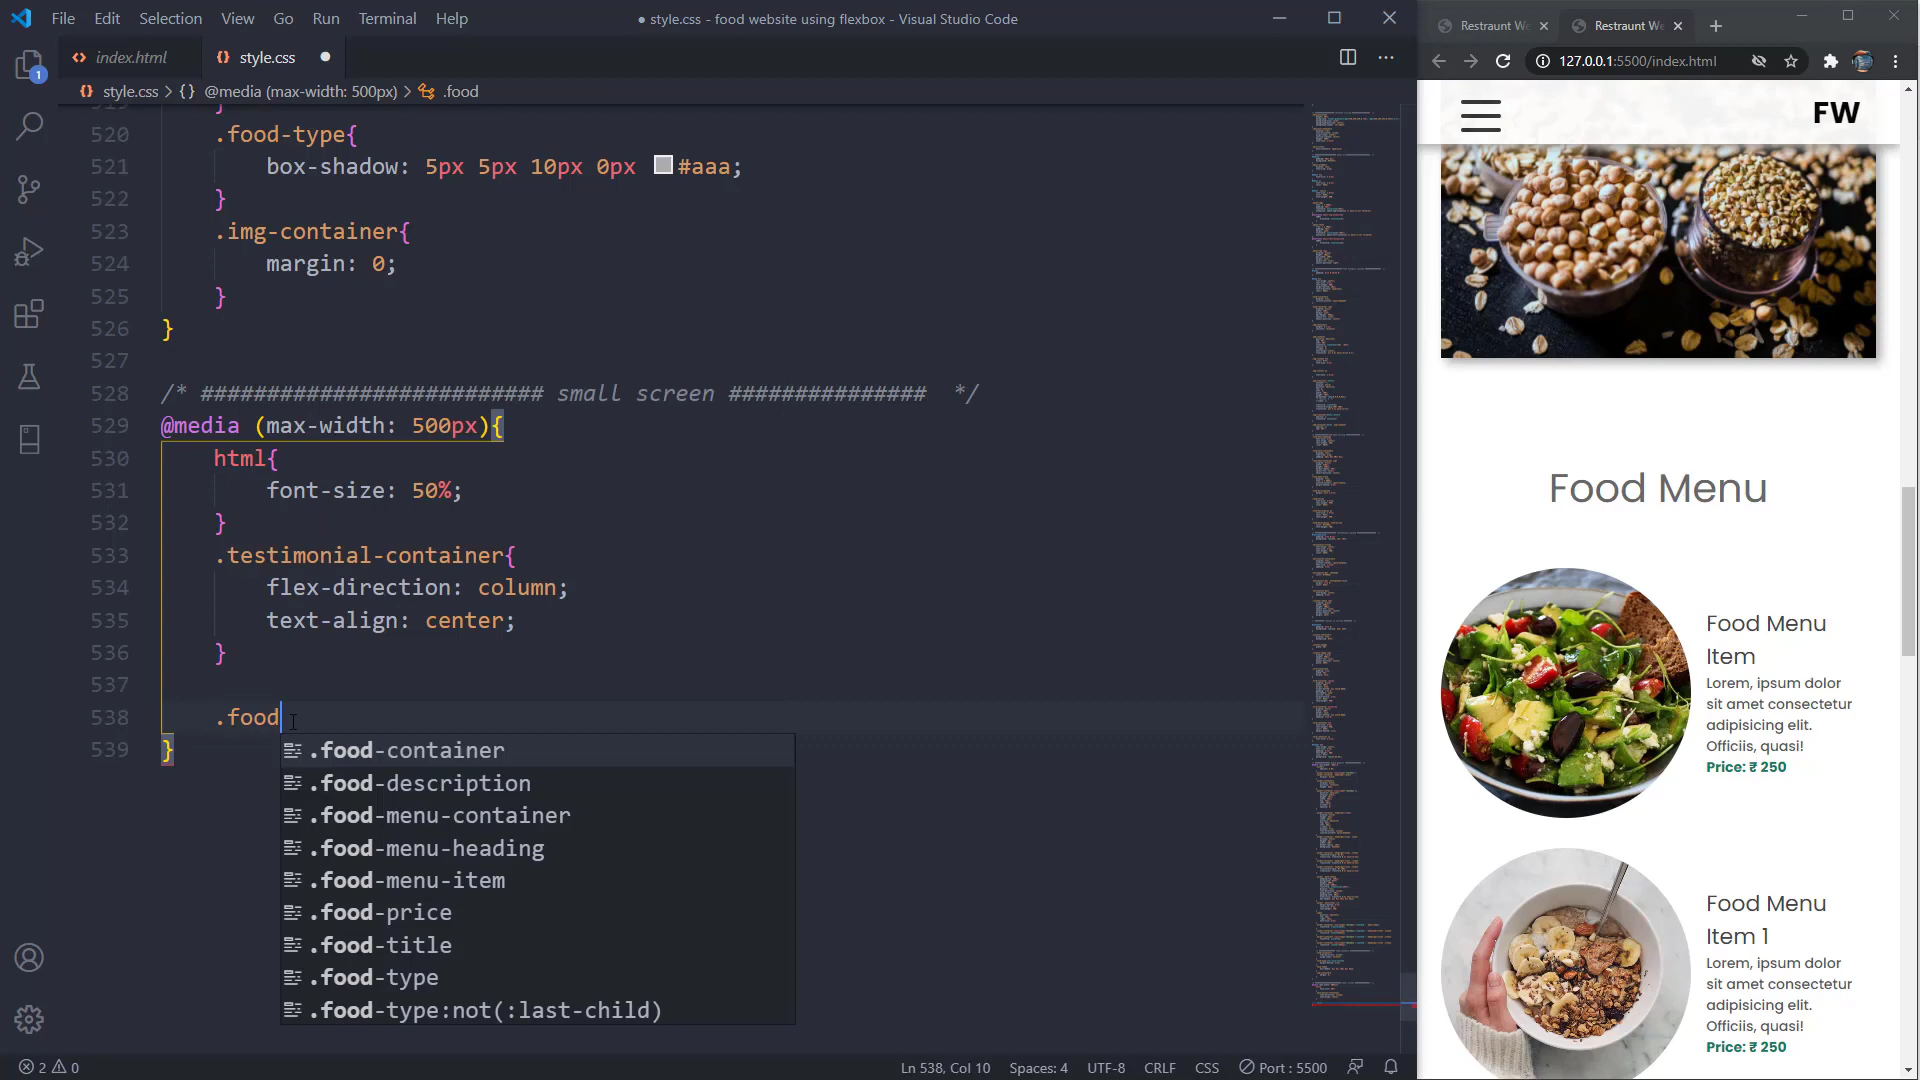 File Edit Selection View Go Run Terminal Help
● style.css - food website using flexbox - Visual Studio Code
index.html
style.css ●
style.css > {} @media (max-width: 500px) > .food
519 }
520 .food-type{
521 box-shadow: 5px 5px 10px 0px #aaa;
522 }
523 .img-container{
524 margin: 0;
525 }
526 }
527
528 /* ########################## small screen ############### */
529 @media (max-width: 500px){
530 html{
531 font-size: 50%;
532 }
533 .testimonial-container{
534 flex-direction: column;
535 text-align: center;
536 }
537
538 .food
539 }
.food-container
.food-description
.food-menu-container
.food-menu-heading
.food-menu-item
.food-price
.food-title
.food-type
.food-type:not(:last-child)
1
2 0
Ln 538, Col 10 Spaces: 4 UTF-8 CRLF CSS Port : 5500
Restraunt We
Restraunt We
127.0.0.1:5500/index.html
FW
Food Menu
Food Menu
Item
Lorem, ipsum dolor
sit amet consectetur
adipisicing elit.
Officiis, quasi!
Price: ₹ 250
Food Menu
Item 1
Lorem, ipsum dolor
sit amet consectetur
adipisicing elit.
Officiis, quasi!
Price: ₹ 250